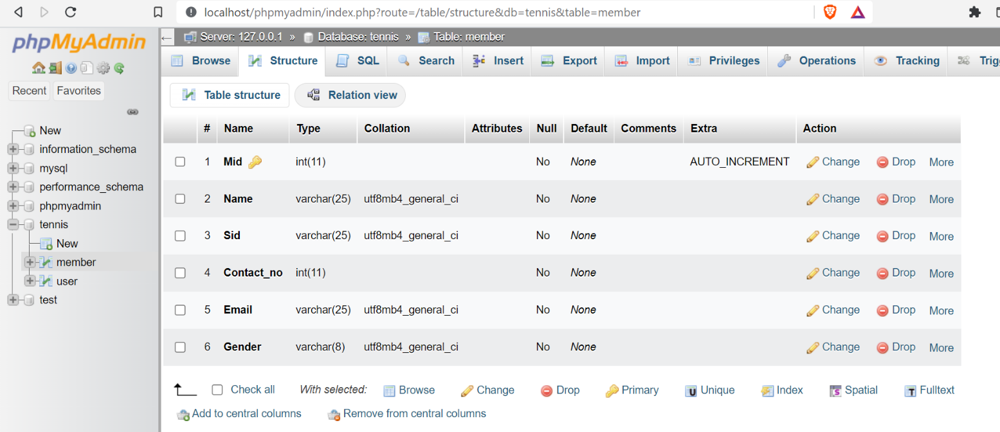 localhost/phpmyadmin/index.php?route=/table/structure&db=tennis&table=member
phpMyAdmin
Recent Favorites
New
information_schema
mysql
performance_schema
phpmyadmin
tennis
New
member
user
test
Server: 127.0.0.1 » Database: tennis » Table: member
Browse Structure SQL Search Insert Export Import Privileges Operations Tracking Trig
Table structure Relation view
# Name Type Collation Attributes Null Default Comments Extra Action
1 Mid int(11) No None AUTO_INCREMENT Change Drop More
2 Name varchar(25) utf8mb4_general_ci No None Change Drop More
3 Sid varchar(25) utf8mb4_general_ci No None Change Drop More
4 Contact_no int(11) No None Change Drop More
5 Email varchar(25) utf8mb4_general_ci No None Change Drop More
6 Gender varchar(8) utf8mb4_general_ci No None Change Drop More
Check all With selected: Browse Change Drop Primary Unique Index Spatial Fulltext
Add to central columns Remove from central columns